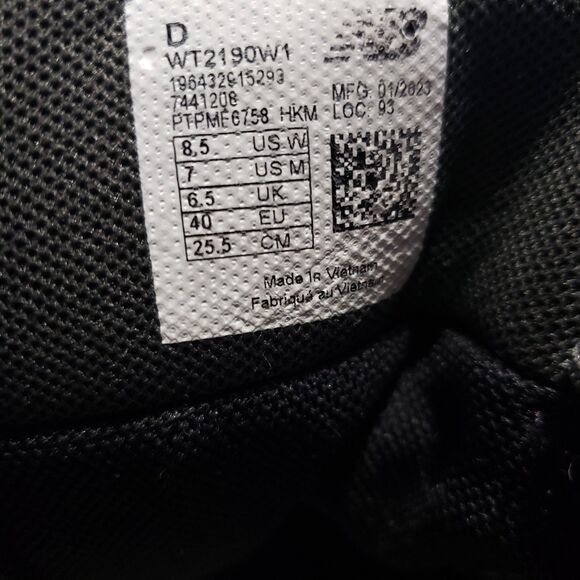 D
WT2190W1
196432915293
7441208
PTPME6758 HKM
MFG: 01/2023
LOC: 93
8.5 US W
7 US M
6.5 UK
40 EU
25.5 CM
Made in Vietnam
Fabriqué au Vietnam